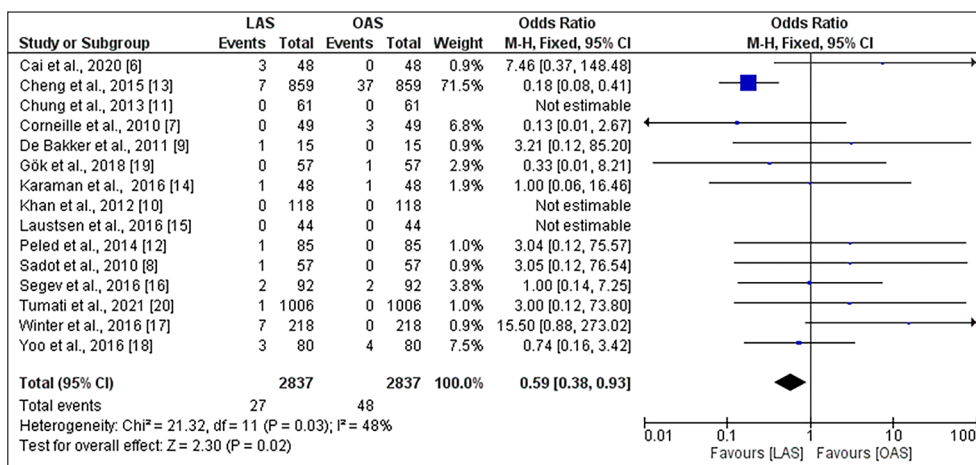 LAS OAS Odds Ratio Odds Ratio
Study or Subgroup Events Total Events Total Weight M-H, Fixed, 95% CI M-H, Fixed, 95% CI
Cai et al., 2020 [6] 3 48 0 48 0.9% 7.46 [0.37, 148.48]
Cheng et al., 2015 [13] 7 859 37 859 71.5% 0.18 [0.08, 0.41]
Chung et al., 2013 [11] 0 61 0 61 Not estimable
Corneille et al., 2010 [7] 0 49 3 49 6.8% 0.13 [0.01, 2.67]
De Bakker et al., 2011 [9] 1 15 0 15 0.9% 3.21 [0.12, 85.20]
Gök et al., 2018 [19] 0 57 1 57 2.9% 0.33 [0.01, 8.21]
Karaman et al., 2016 [14] 1 48 1 48 1.9% 1.00 [0.06, 16.46]
Khan et al., 2012 [10] 0 118 0 118 Not estimable
Laustsen et al., 2016 [15] 0 44 0 44 Not estimable
Peled et al., 2014 [12] 1 85 0 85 1.0% 3.04 [0.12, 75.57]
Sadot et al., 2010 [8] 1 57 0 57 0.9% 3.05 [0.12, 76.54]
Segev et al., 2016 [16] 2 92 2 92 3.8% 1.00 [0.14, 7.25]
Tumati et al., 2021 [20] 1 1006 0 1006 1.0% 3.00 [0.12, 73.80]
Winter et al., 2016 [17] 7 218 0 218 0.9% 15.50 [0.88, 273.02]
Yoo et al., 2016 [18] 3 80 4 80 7.5% 0.74 [0.16, 3.42]
Total (95% CI) 2837 2837 100.0% 0.59 [0.38, 0.93]
Total events 27 48
Heterogeneity: Chi² = 21.32, df = 11 (P = 0.03); I² = 48%
Test for overall effect: Z = 2.30 (P = 0.02)
0.01 0.1 1 10 100
Favours [LAS] Favours [OAS]